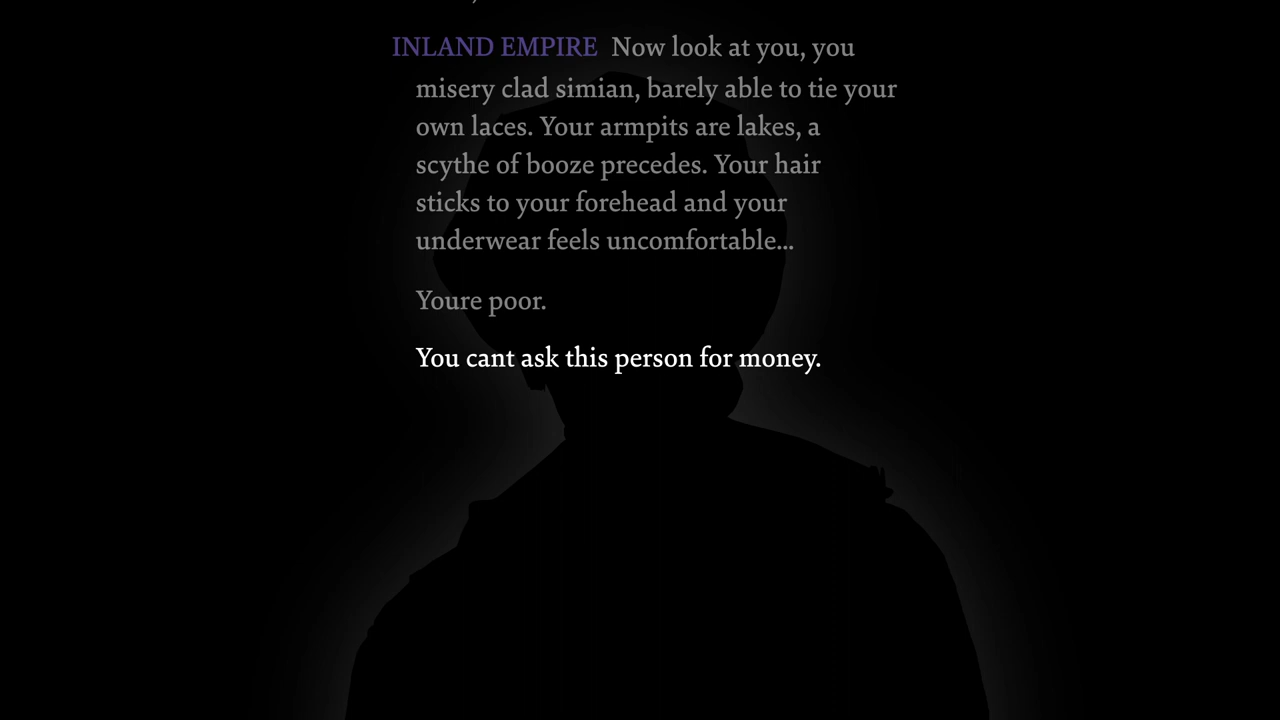 INLAND EMPIRE Now look at you, you
misery clad simian, barely able to tie your
own laces. Your armpits are lakes, a
scythe of booze precedes. Your hair
sticks to your forehead and your
underwear feels uncomfortable...
Youre poor.
You cant ask this person for money.